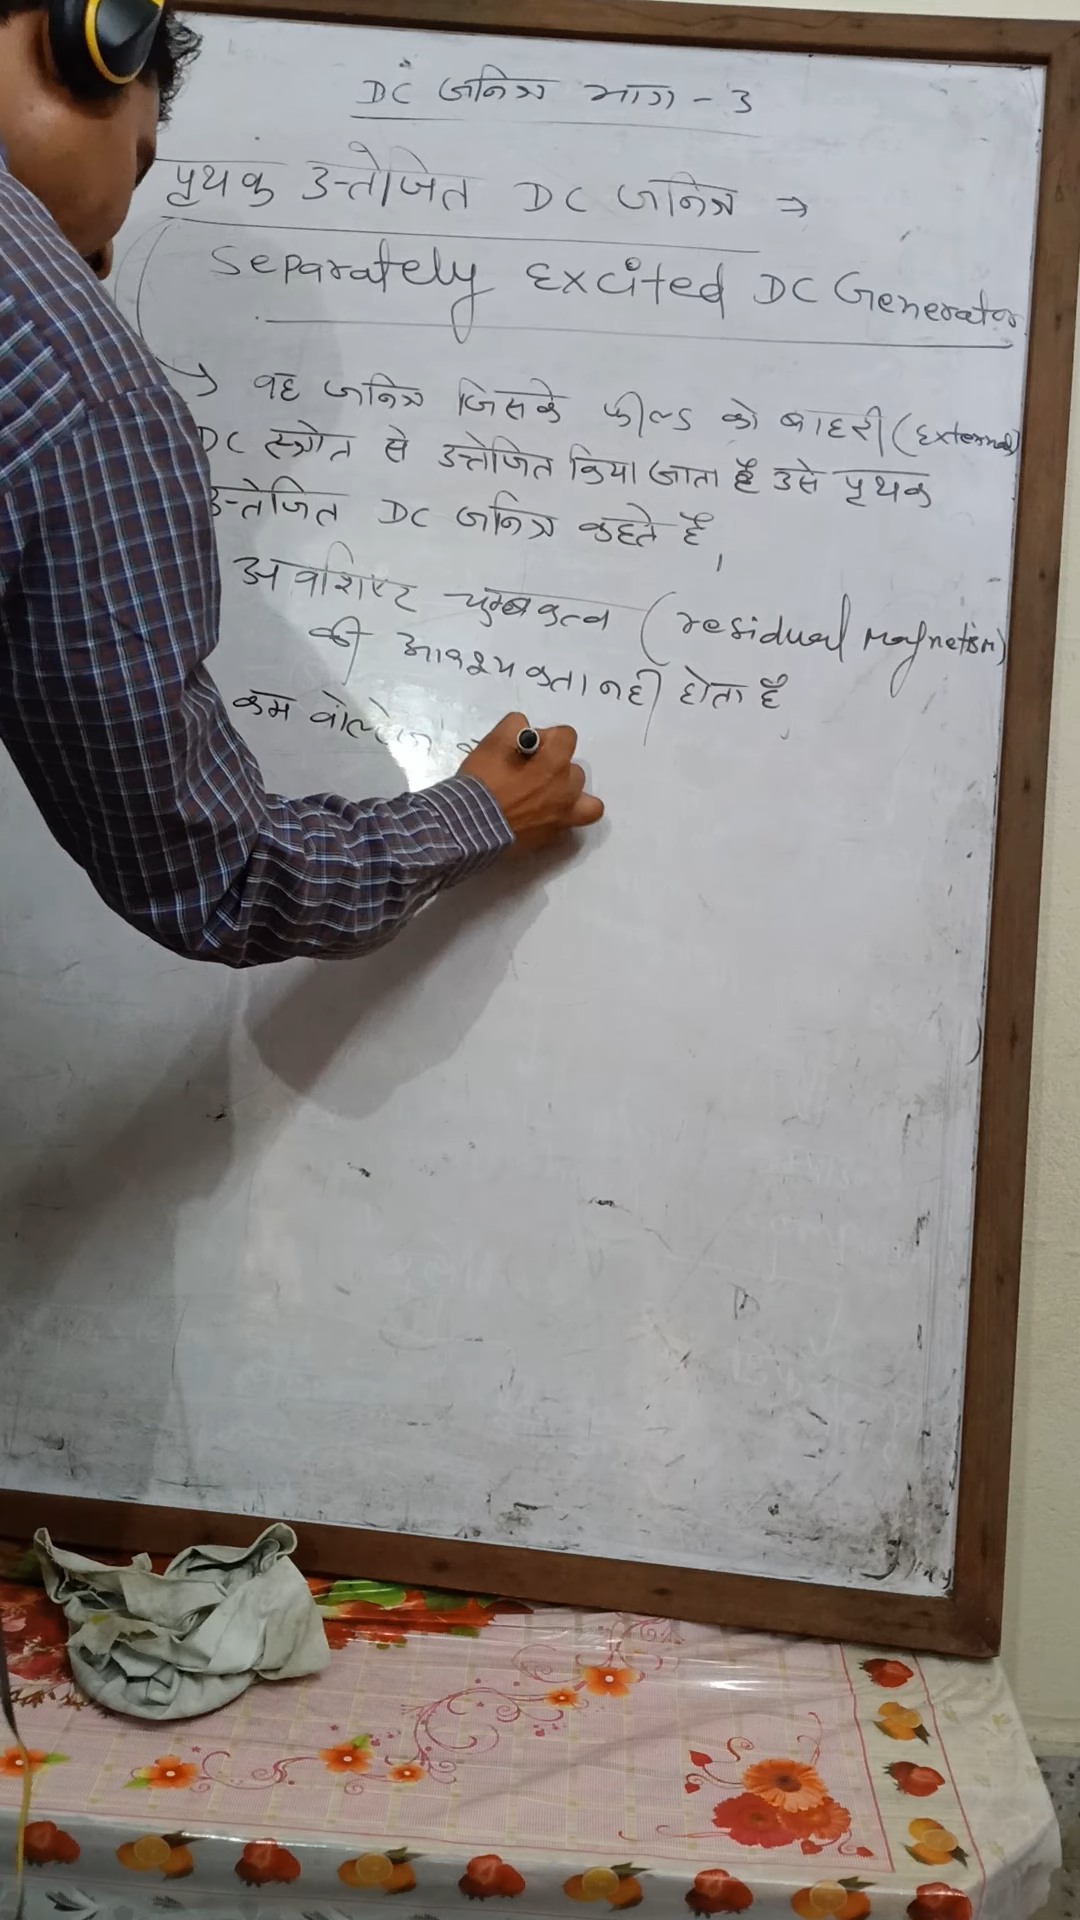 DC जनित्र भाग - 3
पृथक उत्तेजित DC जनित्र →
Separately Excited DC Generator
→ वह जनित्र जिसके फील्ड को बाहरी (External)
DC स्त्रोत से उत्तेजित किया जाता है उसे पृथक
उत्तेजित DC जनित्र कहते है,
अवशिष्ट चुम्बकत्व (residual magnetism)
की आवश्यकता नही होता है
कम वोल्टेज